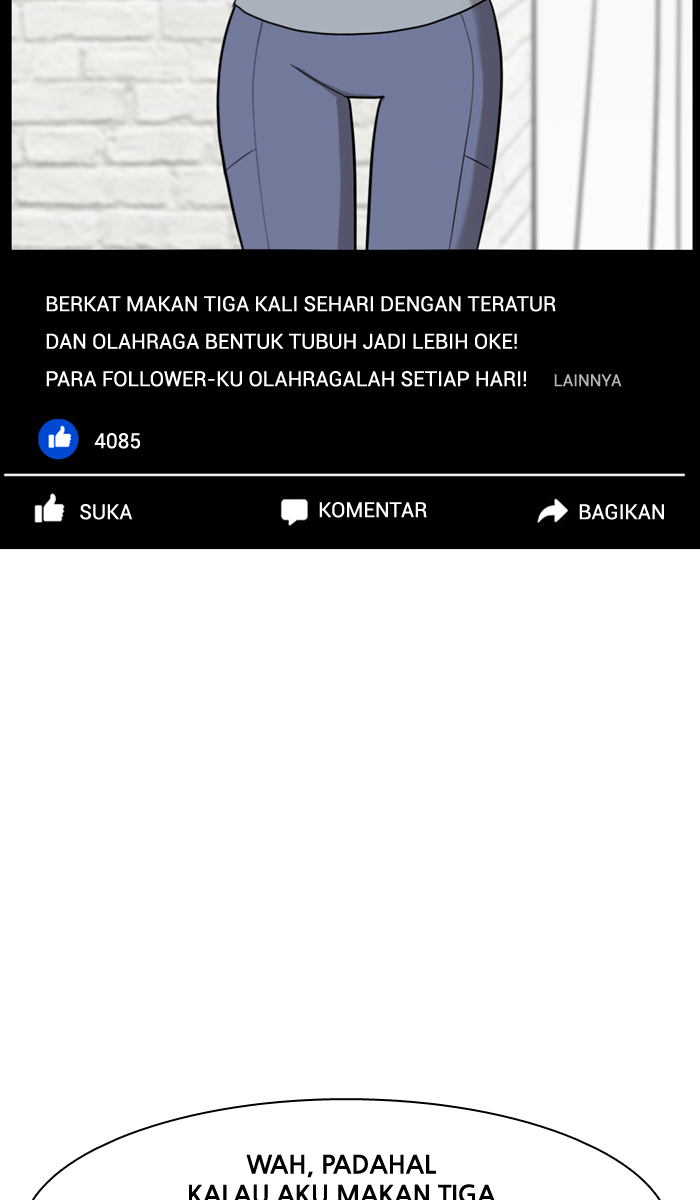 BERKAT MAKAN TIGA KALI SEHARI DENGAN TERATUR
DAN OLAHRAGA BENTUK TUBUH JADI LEBIH OKE!
PARA FOLLOWER-KU OLAHRAGALAH SETIAP HARI! LAINNYA
4085
SUKA KOMENTAR BAGIKAN
WAH, PADAHAL
KALAU AKU MAKAN TIGA